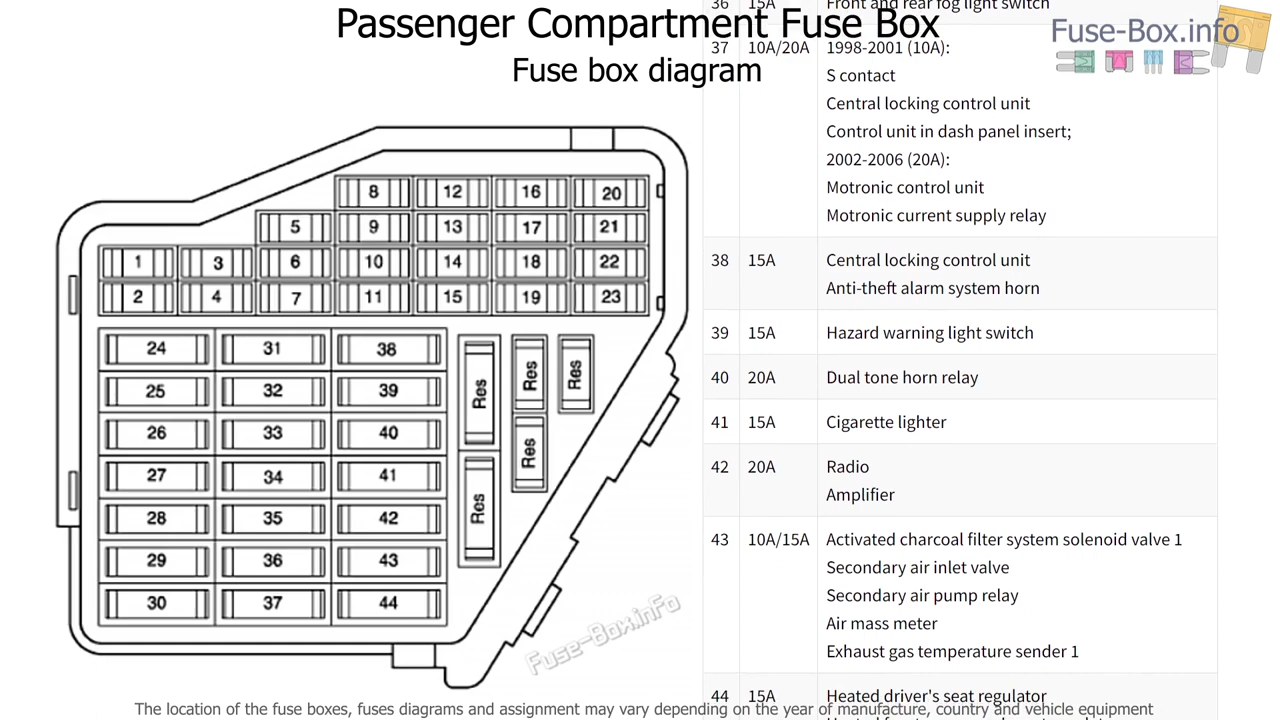 Passenger Compartment Fuse Box
Fuse box diagram
Fuse-Box.info
8 12 16 20
5 9 13 17 21
1 3 6 10 14 18 22
2 4 7 11 15 19 23
24 31 38
25 32 39
26 33 40
27 34 41
28 35 42
29 36 43
30 37 44
Res Res Res
Res
Res
Fuse-Box.info
36 15A Front and rear fog light switch
37 10A/20A 1998-2001 (10A):
S contact
Central locking control unit
Control unit in dash panel insert;
2002-2006 (20A):
Motronic control unit
Motronic current supply relay
38 15A Central locking control unit
Anti-theft alarm system horn
39 15A Hazard warning light switch
40 20A Dual tone horn relay
41 15A Cigarette lighter
42 20A Radio
Amplifier
43 10A/15A Activated charcoal filter system solenoid valve 1
Secondary air inlet valve
Secondary air pump relay
Air mass meter
Exhaust gas temperature sender 1
44 15A Heated driver's seat regulator
The location of the fuse boxes, fuses diagrams and assignment may vary depending on the year of manufacture, country and vehicle equipment